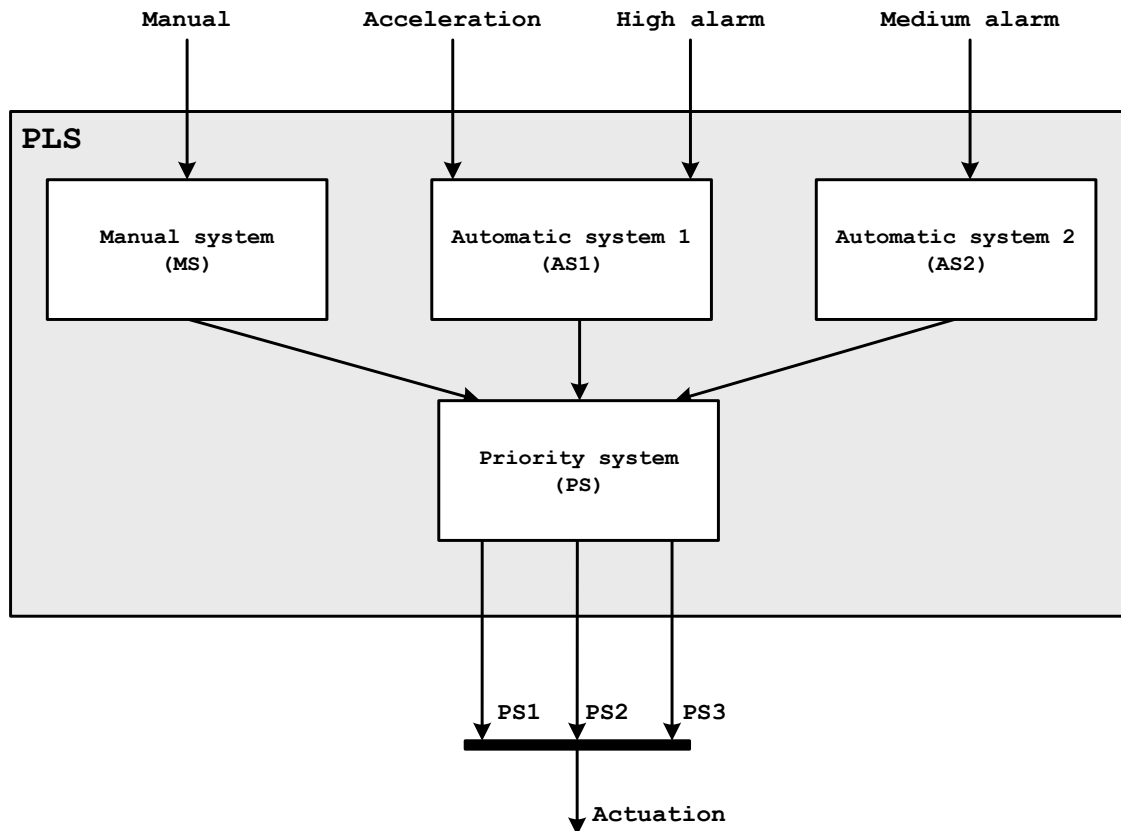 Manual
Acceleration
High alarm
Medium alarm
PLS
Manual system
(MS)
Automatic system 1
(AS1)
Automatic system 2
(AS2)
Priority system
(PS)
PS1
PS2
PS3
Actuation